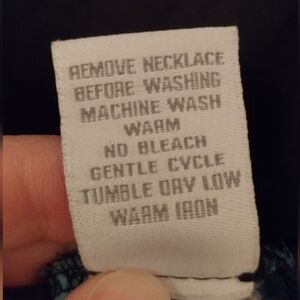 REMOVE NECKLACE
BEFORE WASHING
MACHINE WASH
WARM
NO BLEACH
GENTLE CYCLE
TUMBLE DRY LOW
WARM IRON